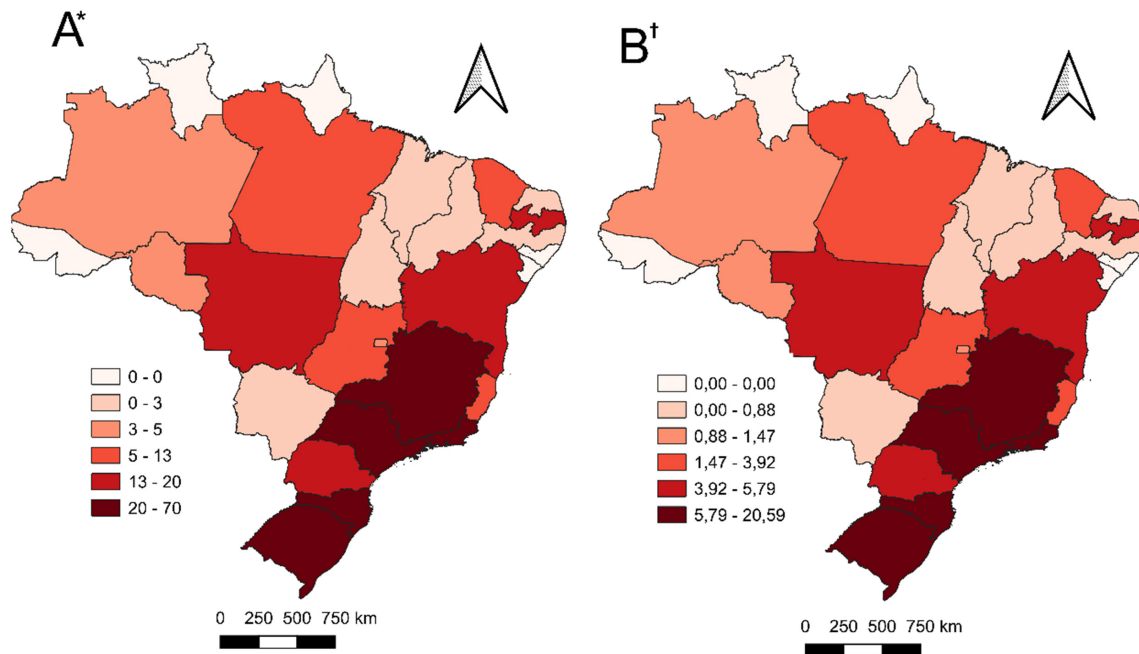 A*
0 - 0
0 - 3
3 - 5
5 - 13
13 - 20
20 - 70
0 250 500 750 km
B†
0,00 - 0,00
0,00 - 0,88
0,88 - 1,47
1,47 - 3,92
3,92 - 5,79
5,79 - 20,59
0 250 500 750 km